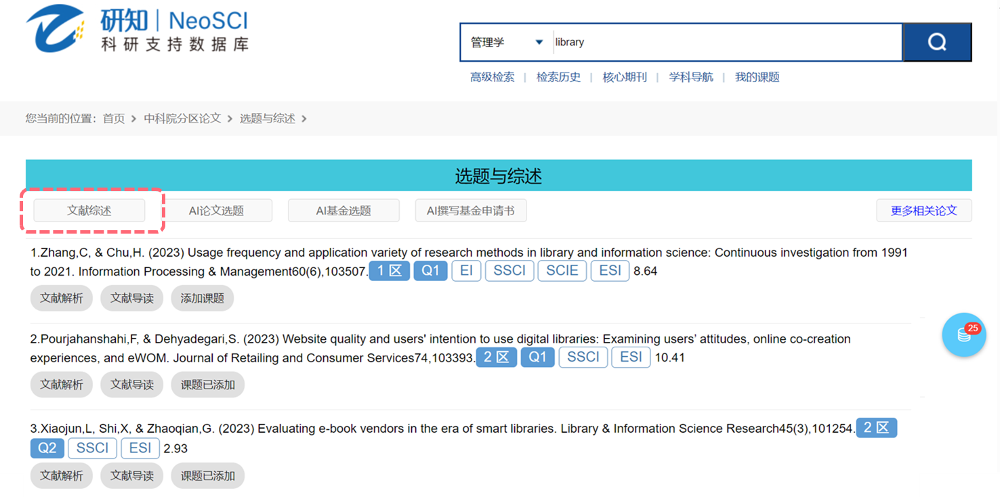 研知 | NeoSCI
科研支持数据库
管理学 library
高级检索 | 检索历史 | 核心期刊 | 学科导航 | 我的课题
您当前的位置: 首页 > 中科院分区论文 > 选题与综述 >
选题与综述
文献综述 AI论文选题 AI基金选题 AI撰写基金申请书 更多相关论文
1.Zhang,C, & Chu,H. (2023) Usage frequency and application variety of research methods in library and information science: Continuous investigation from 1991
to 2021. Information Processing & Management60(6),103507. 1 区 Q1 EI SSCI SCIE ESI 8.64
文献解析 文献导读 添加课题
2.Pourjahanshahi,F, & Dehyadegari,S. (2023) Website quality and users' intention to use digital libraries: Examining users’ attitudes, online co-creation
experiences, and eWOM. Journal of Retailing and Consumer Services74,103393. 2 区 Q1 SSCI ESI 10.41
25
文献解析 文献导读 课题已添加
3.Xiaojun,L, Shi,X, & Zhaoqian,G. (2023) Evaluating e-book vendors in the era of smart libraries. Library & Information Science Research45(3),101254. 2 区
Q2 SSCI ESI 2.93
文献解析 文献导读 课题已添加